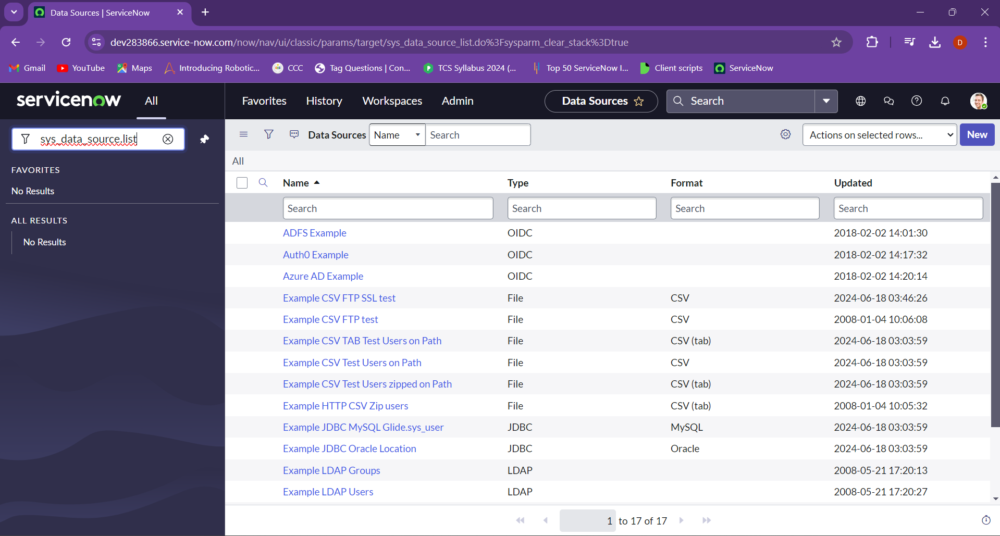 Data Sources | ServiceNow
dev283866.service-now.com/now/nav/ui/classic/params/target/sys_data_source_list.do%3Fsysparm_clear_stack%3Dtrue
D
Gmail YouTube Maps Introducing Robotic... CCC Tag Questions | Con... TCS Syllabus 2024 (... Top 50 ServiceNow I... Client scripts ServiceNow
servicenow All Favorites History Workspaces Admin Data Sources Search
sys_data_source.list
FAVORITES
No Results
ALL RESULTS
No Results
Data Sources Name Search Actions on selected rows... New
All
Name Type Format Updated
Search Search Search Search
ADFS Example OIDC 2018-02-02 14:01:30
Auth0 Example OIDC 2018-02-02 14:17:32
Azure AD Example OIDC 2018-02-02 14:20:14
Example CSV FTP SSL test File CSV 2024-06-18 03:46:26
Example CSV FTP test File CSV 2008-01-04 10:06:08
Example CSV TAB Test Users on Path File CSV (tab) 2024-06-18 03:03:59
Example CSV Test Users on Path File CSV 2024-06-18 03:03:59
Example CSV Test Users zipped on Path File CSV (tab) 2024-06-18 03:03:59
Example HTTP CSV Zip users File CSV (tab) 2008-01-04 10:05:32
Example JDBC MySQL Glide.sys_user JDBC MySQL 2024-06-18 03:03:59
Example JDBC Oracle Location JDBC Oracle 2024-06-18 03:03:59
Example LDAP Groups LDAP 2008-05-21 17:20:13
Example LDAP Users LDAP 2008-05-21 17:20:27
1 to 17 of 17